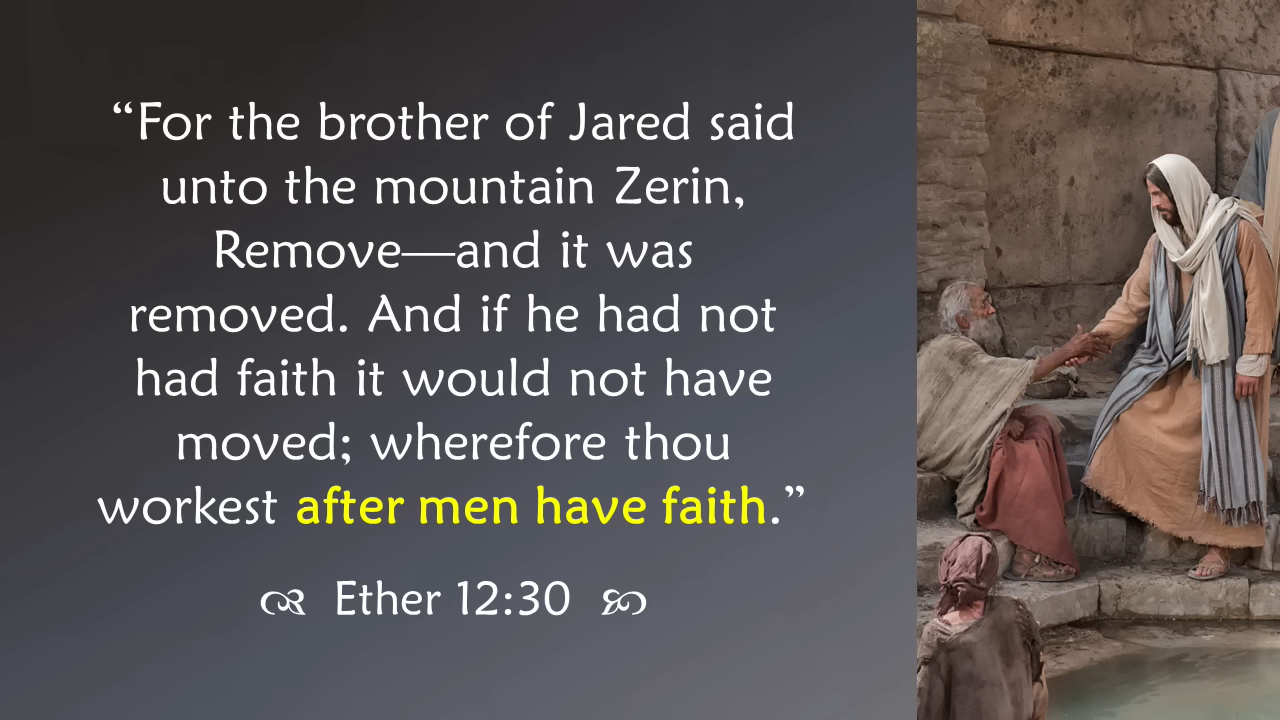 “For the brother of Jared said
unto the mountain Zerin,
Remove—and it was
removed. And if he had not
had faith it would not have
moved; wherefore thou
workest after men have faith.”
Ether 12:30